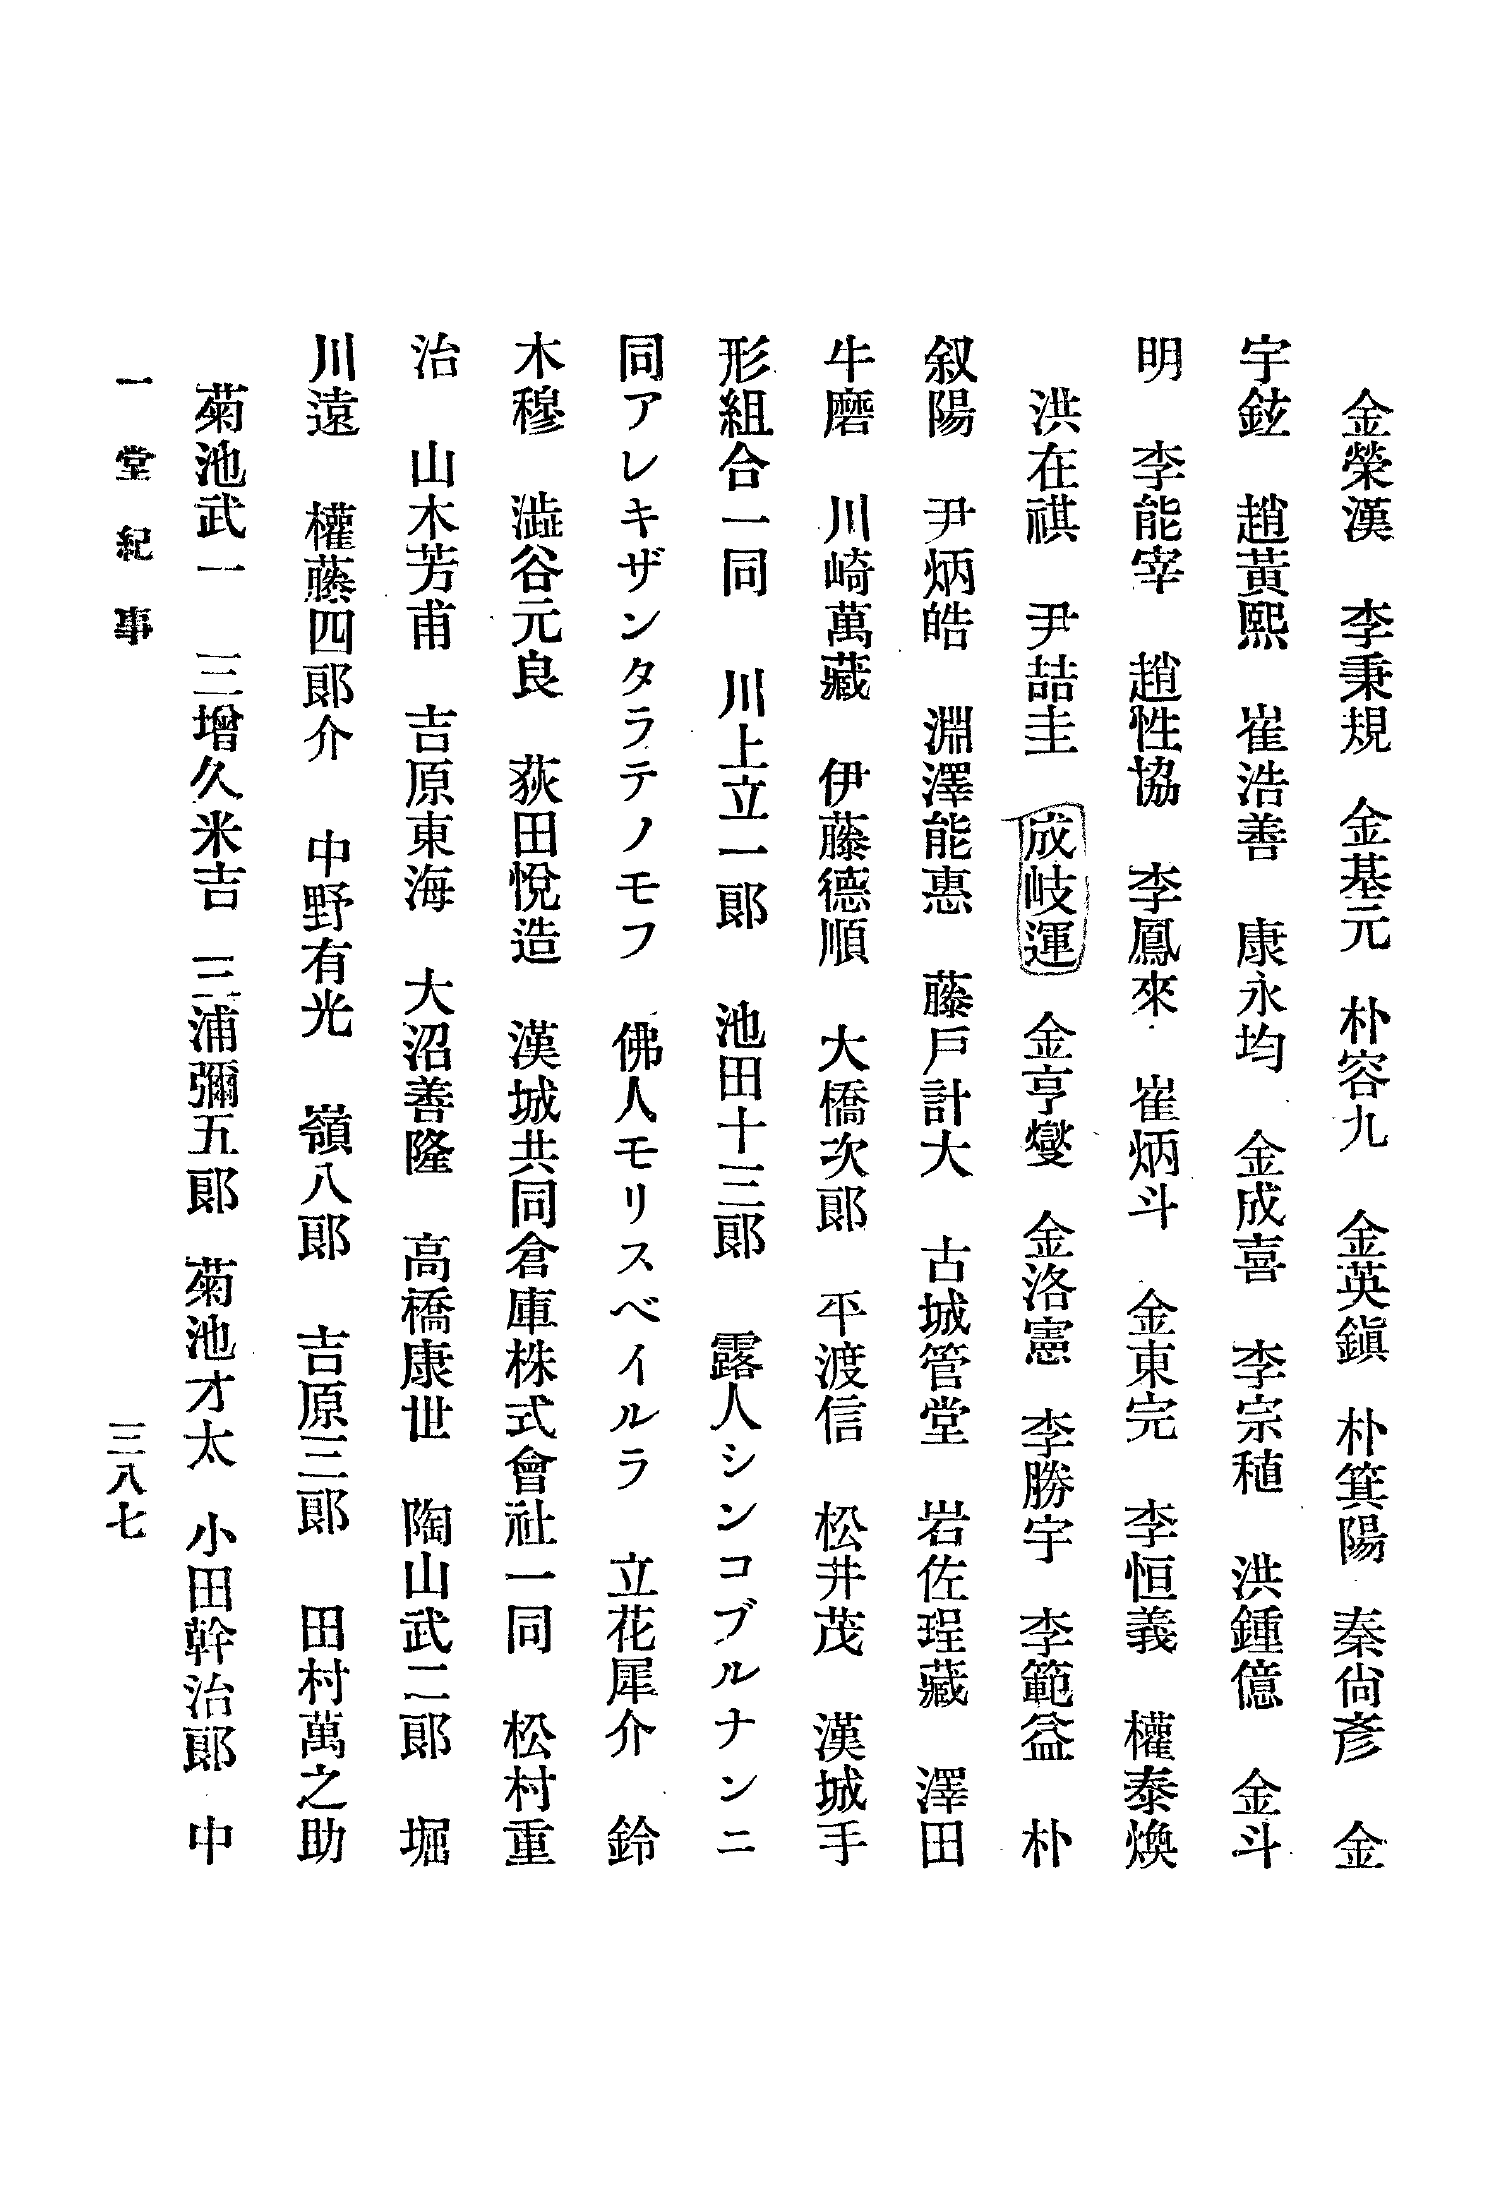 金榮漢　李秉規　金基元　朴容九　金英鎭　朴箕陽　秦尙彥　金
宇鉉　趙黃熙　崔浩善　康永均　金成喜　李宗稙　洪鍾億　金斗
明　李能宰　趙性協　李鳳來　崔炳斗　金東完　李恒義　權泰煥
洪在祺　尹喆圭　成岐運　金亨燮　金洛憲　李勝宇　李範益　朴
叙陽　尹炳皓　淵澤能惠　藤戶計大　古城管堂　岩佐珵藏　澤田
牛麿　川崎萬藏　伊藤德順　大橋次郞　平渡信　松井茂　漢城手
形組合一同　川上立一郞　池田十三郞　露人シンコブルナンニ
同アレキザンタラテノモフ　佛人モリスベイルラ　立花犀介　鈴
木穆　澁谷元良　荻田悅造　漢城共同倉庫株式會社一同　松村重
治　山木芳甫　吉原東海　大沼善隆　高橋康世　陶山武二郞　堀
川遠　權藤四郞介　中野有光　嶺八郞　吉原三郞　田村萬之助
菊池武一　三增久米吉　三浦彌五郞　菊池才太　小田幹治郞　中
一堂紀事　三八七